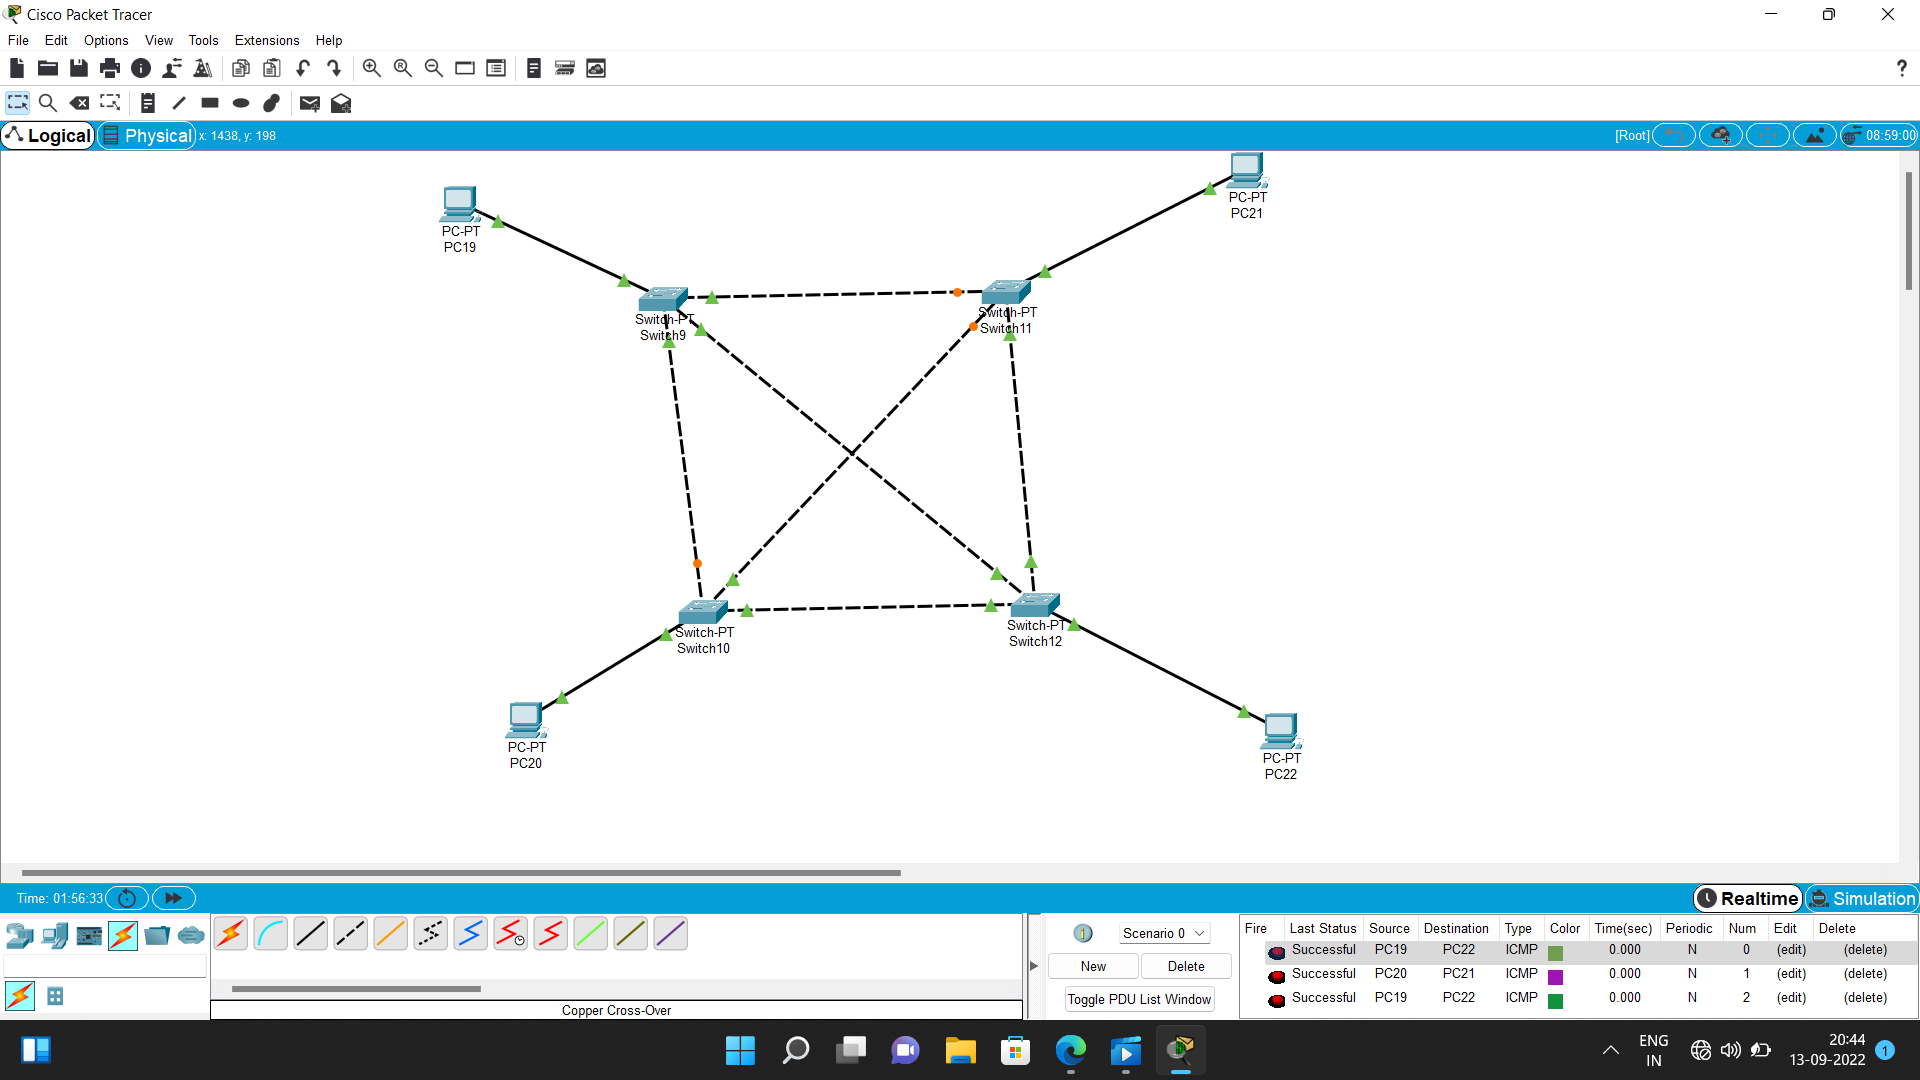 Cisco Packet Tracer
File Edit Options View Tools Extensions Help
?
Logical Physical x: 1438, y: 198 [Root] 08:59:00
PC-PT
PC21
PC-PT
PC19
Switch-PT
Switch9
Switch-PT
Switch11
Switch-PT
Switch10
Switch-PT
Switch12
PC-PT
PC20
PC-PT
PC22
Time: 01:56:33 Realtime Simulation
Scenario 0
New Delete
Toggle PDU List Window
Copper Cross-Over
Fire Last Status Source Destination Type Color Time(sec) Periodic Num Edit Delete
Successful PC19 PC22 ICMP 0.000 N 0 (edit) (delete)
Successful PC20 PC21 ICMP 0.000 N 1 (edit) (delete)
Successful PC19 PC22 ICMP 0.000 N 2 (edit) (delete)
ENG
IN
20:44
13-09-2022
1